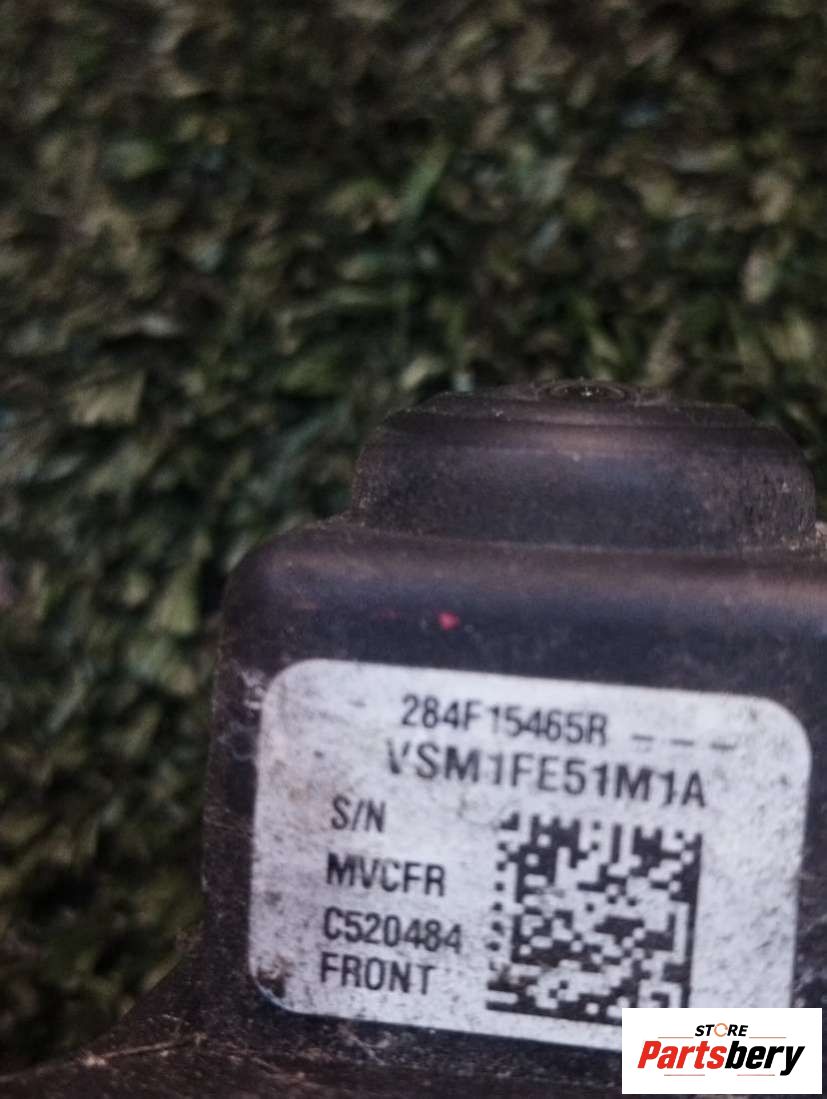 284F15465R ---
VSM1FE51M1A
S/N
MVCFR
C520484
FRONT
STORE
Partsbery